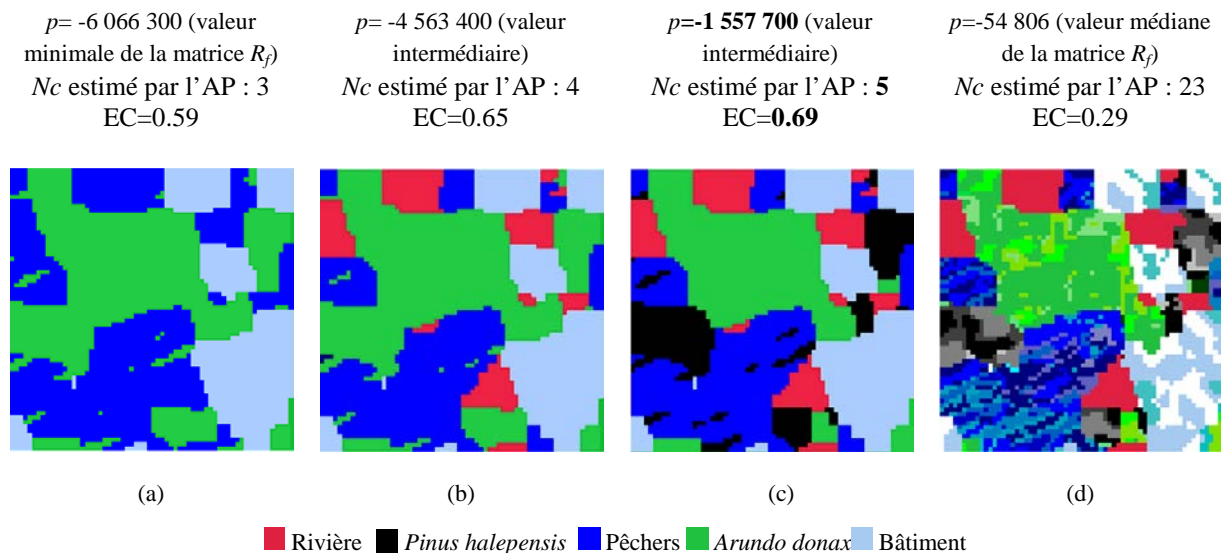 p= -6 066 300 (valeur
minimale de la matrice Rf)
Nc estimé par l'AP : 3
EC=0.59
p= -4 563 400 (valeur
intermédiaire)
Nc estimé par l'AP : 4
EC=0.65
p=-1 557 700 (valeur
intermédiaire)
Nc estimé par l'AP : 5
EC=0.69
p=-54 806 (valeur médiane
de la matrice Rf)
Nc estimé par l'AP : 23
EC=0.29
(a)
(b)
(c)
(d)
Rivière Pinus halepensis Pêchers Arundo donax Bâtiment